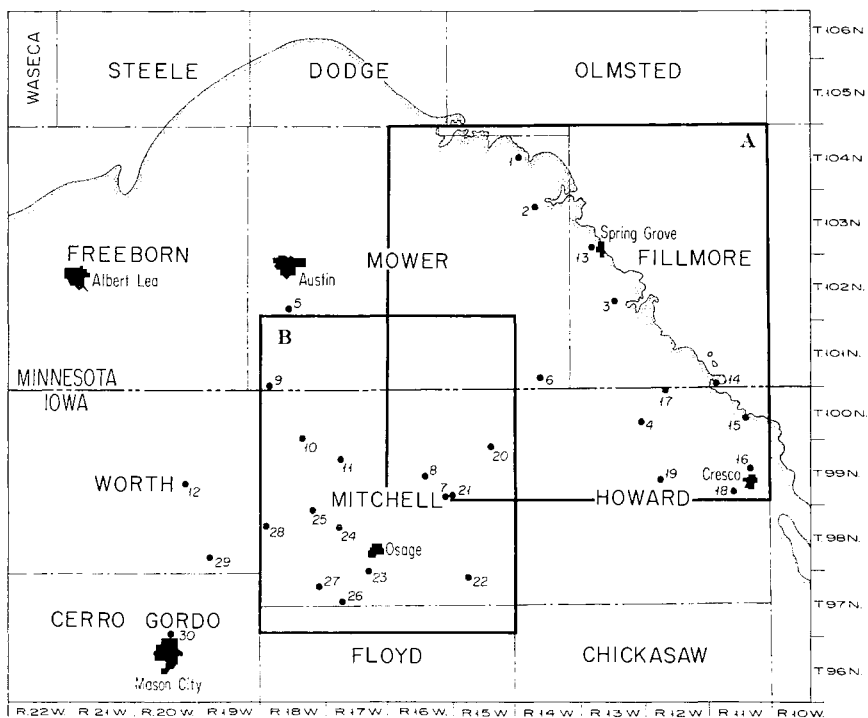 T.106N.
WASECA
STEELE
DODGE
OLMSTED
T.105N.
A
T.104N.
1
2
T.103N.
Spring Grove
13
FREEBORN
MOWER
FILLMORE
Albert Lea
Austin
T.102N.
3
5
B
T.101N.
6
9
14
MINNESOTA
IOWA
17
T.100N.
4
15
10
20
11
8
16
T.99N.
WORTH
12
19
Cresco
7
21
18
MITCHELL
HOWARD
25
28
24
T.98N.
Osage
29
23
22
27
26
T.97N.
CERRO GORDO
30
FLOYD
CHICKASAW
T.96N.
Mason City
R.22W. R.21W. R.20W. R.19W. R.18W. R.17W. R.16W. R.15W. R.14W. R.13W. R.12W. R.11W. R.10W.